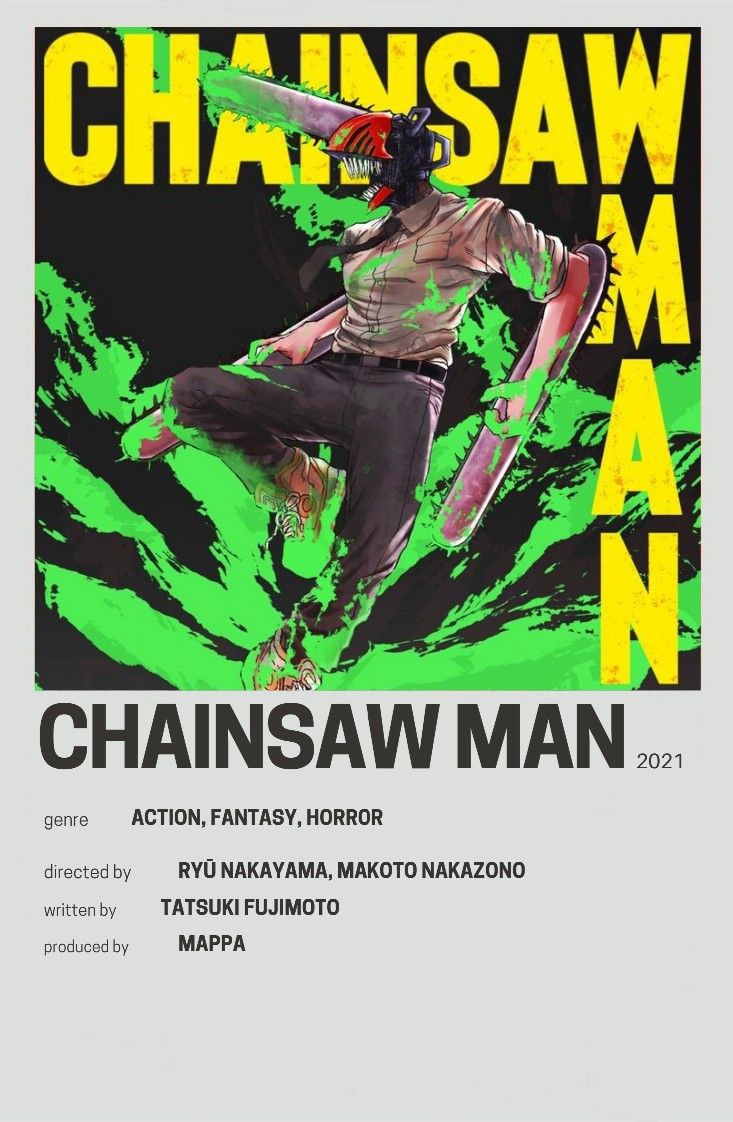 CHAINSAW
MAN
CHAINSAW MAN 2021
genre ACTION, FANTASY, HORROR
directed by RYŪ NAKAYAMA, MAKOTO NAKAZONO
written by TATSUKI FUJIMOTO
produced by MAPPA